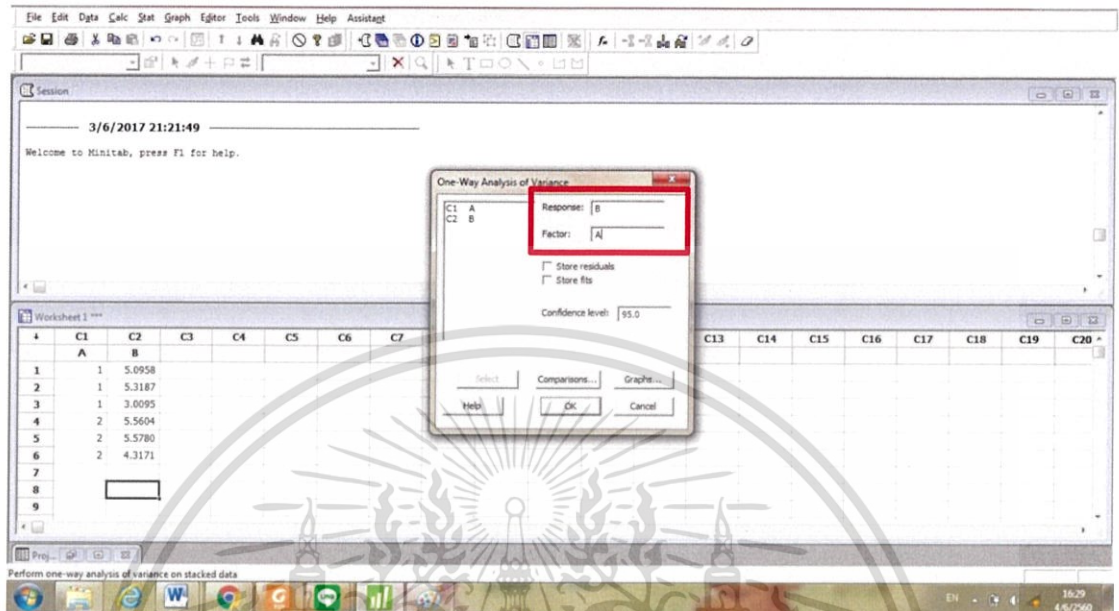 File Edit Data Calc Stat Graph Editor Tools Window Help Assistant
Session
3/6/2017 21:21:49
Welcome to Minitab, press F1 for help.
One-Way Analysis of Variance
C1 A
C2 B
Response: B
Factor: A
Store residuals
Store fits
Confidence level: 95.0
Select Comparisons... Graphs...
Help OK Cancel
Worksheet 1 ***
C1 C2 C3 C4 C5 C6 C7 C13 C14 C15 C16 C17 C18 C19 C20
A B
1 1 5.0958
2 1 5.3187
3 1 3.0095
4 2 5.5604
5 2 5.5780
6 2 4.3171
7
8
9
Proj...
Perform one-way analysis of variance on stacked data
EN 16:29
4/6/2560